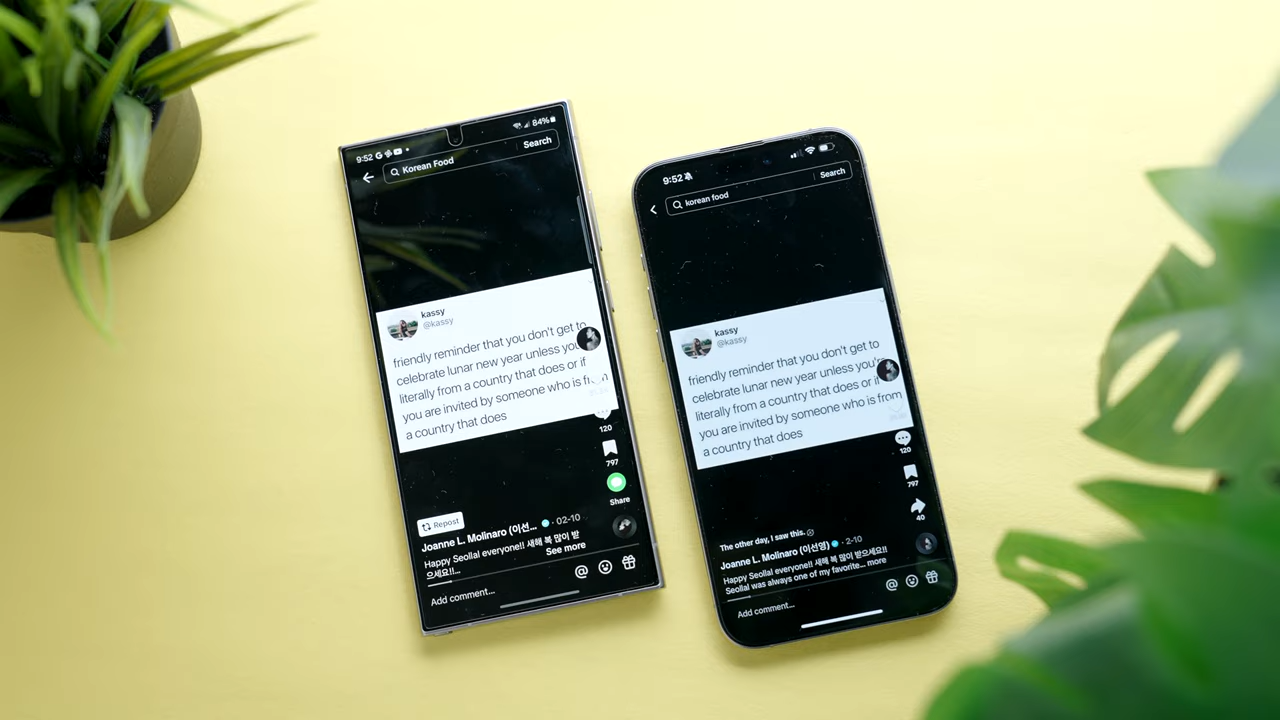 9:52
84%
Korean Food
Search
kassy
@kassy
friendly reminder that you don't get to
celebrate lunar new year unless you
literally from a country that does or if
you are invited by someone who is from
a country that does
120
797
Share
Repost
Joanne L. Molinaro (이선... · 02-10
Happy Seollal everyone!! 새해 복 많이 받
으세요!!...
See more
Add comment...
9:52
korean food
Search
kassy
@kassy
friendly reminder that you don't get to
celebrate lunar new year unless you're
literally from a country that does or if
you are invited by someone who is from
a country that does
120
797
40
The other day, I saw this.
Joanne L. Molinaro (이선영) · 2-10
Happy Seollal everyone!! 새해 복 많이 받으세요!!
Seollal was always one of my favorite... more
Add comment...